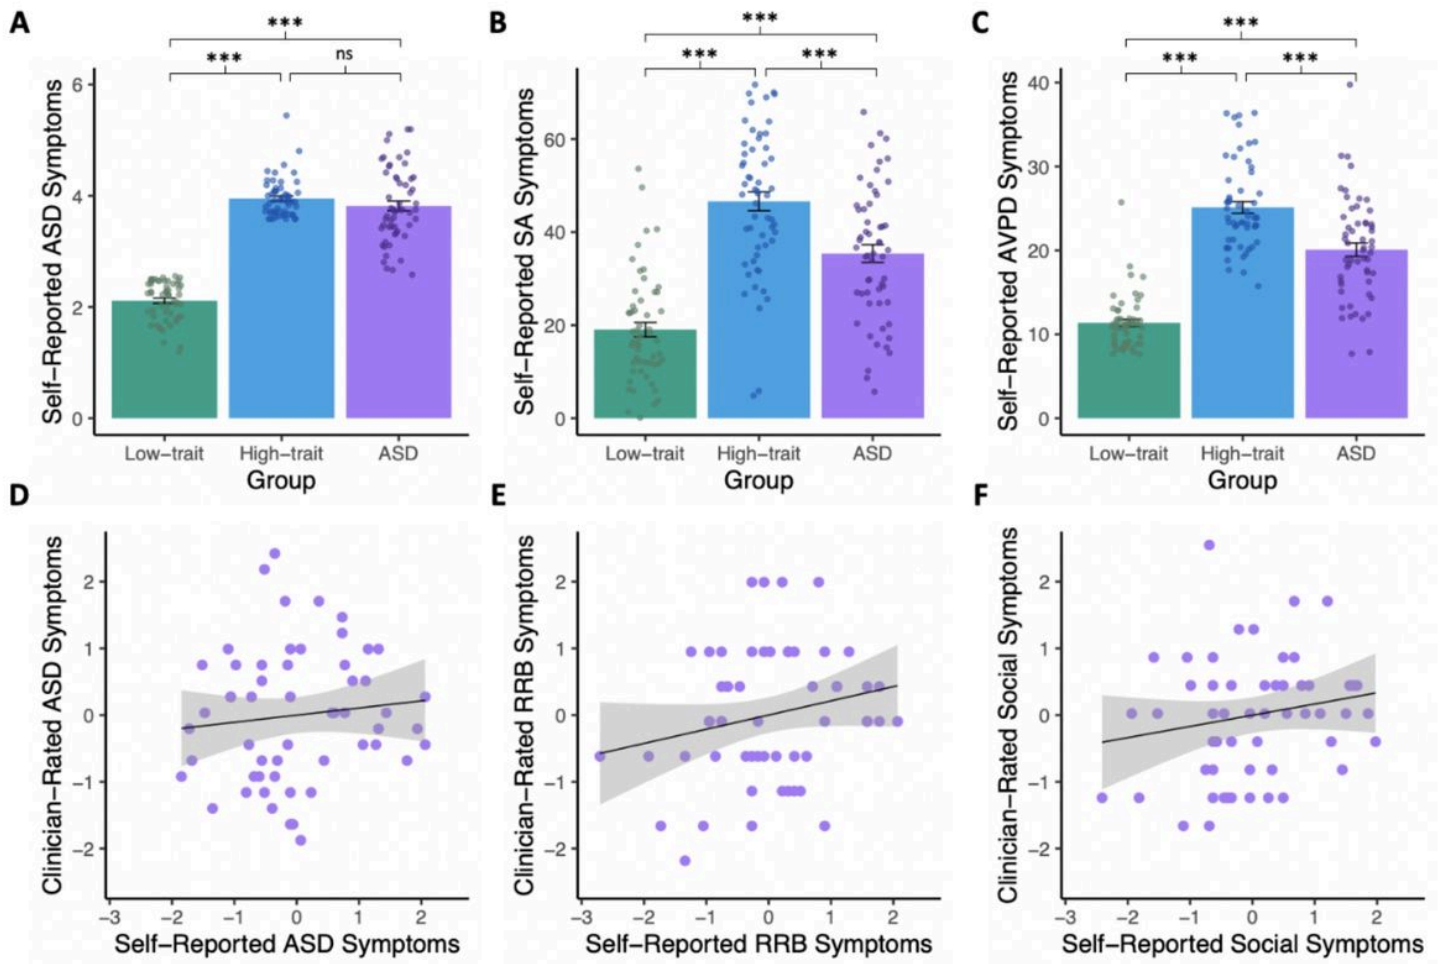 A
B
C
***
***
ns
***
***
***
***
***
***
Self-Reported ASD Symptoms
6
4
2
0
Low-trait High-trait ASD
Group
Self-Reported SA Symptoms
60
40
20
0
Low-trait High-trait ASD
Group
Self-Reported AVPD Symptoms
40
30
20
10
0
Low-trait High-trait ASD
Group
D
E
F
Clinician-Rated ASD Symptoms
2
1
0
-1
-2
-3 -2 -1 0 1 2
Self-Reported ASD Symptoms
Clinician-Rated RRB Symptoms
2
1
0
-1
-2
-3 -2 -1 0 1 2
Self-Reported RRB Symptoms
Clinician-Rated Social Symptoms
2
1
0
-1
-2
-3 -2 -1 0 1 2
Self-Reported Social Symptoms